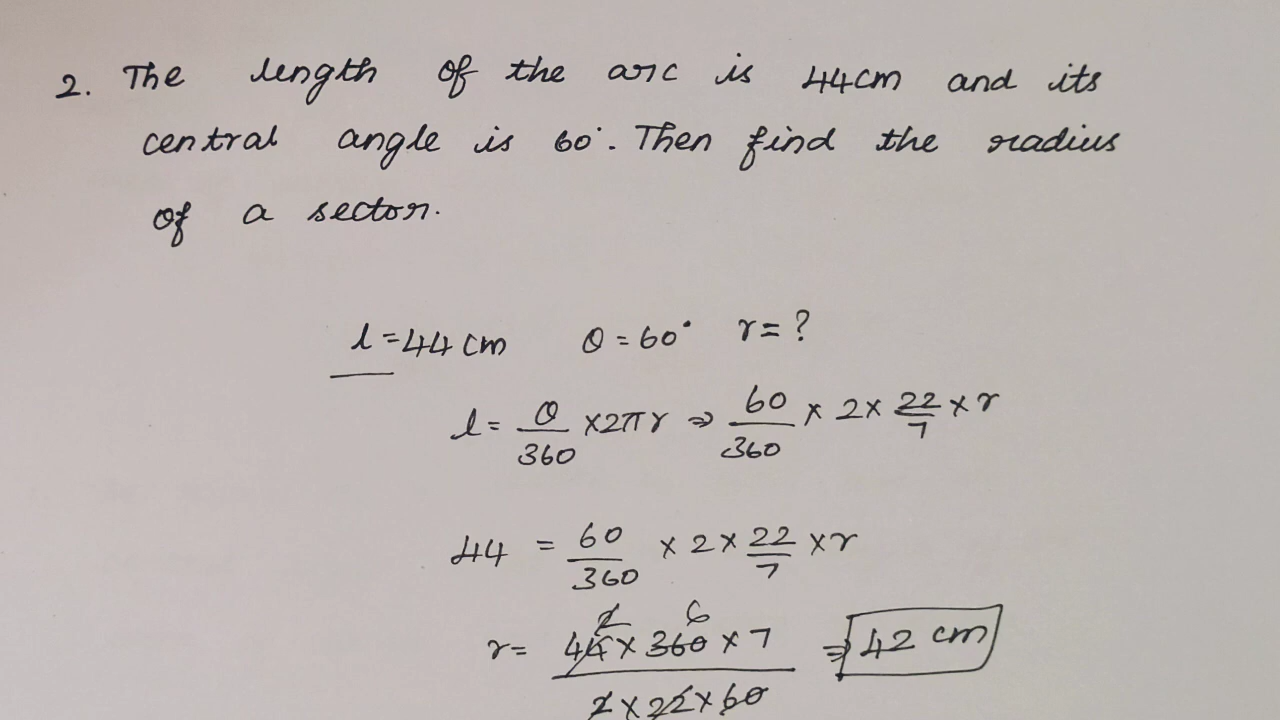 2. The length of the arc is 44cm and its
central angle is 60°. Then find the radius
of a sector.
l=44 cm θ=60° r=?
l= θ/360 ×2πr ⇒ 60/360 × 2× 22/7 ×r
44 = 60/360 × 2 × 22/7 ×r
2 6
r= 44×360×7 ⇒ 42 cm
2×22×60